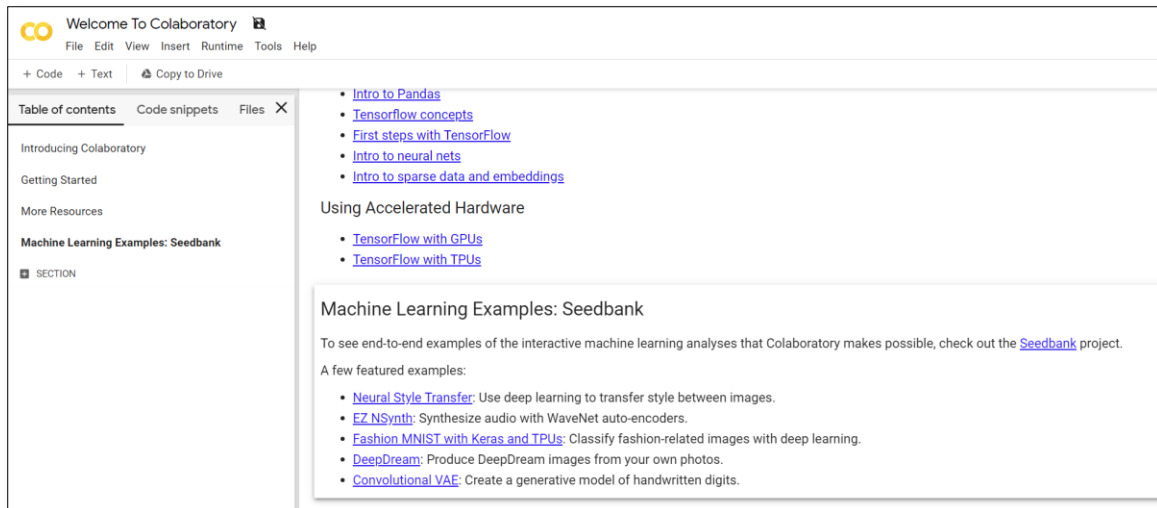 Welcome To Colaboratory
File Edit View Insert Runtime Tools Help
+ Code + Text Copy to Drive
Table of contents Code snippets Files
Introducing Colaboratory
Getting Started
More Resources
Machine Learning Examples: Seedbank
SECTION
Intro to Pandas
Tensorflow concepts
First steps with TensorFlow
Intro to neural nets
Intro to sparse data and embeddings
Using Accelerated Hardware
TensorFlow with GPUs
TensorFlow with TPUs
Machine Learning Examples: Seedbank
To see end-to-end examples of the interactive machine learning analyses that Colaboratory makes possible, check out the Seedbank project.
A few featured examples:
Neural Style Transfer: Use deep learning to transfer style between images.
EZ NSynth: Synthesize audio with WaveNet auto-encoders.
Fashion MNIST with Keras and TPUs: Classify fashion-related images with deep learning.
DeepDream: Produce DeepDream images from your own photos.
Convolutional VAE: Create a generative model of handwritten digits.